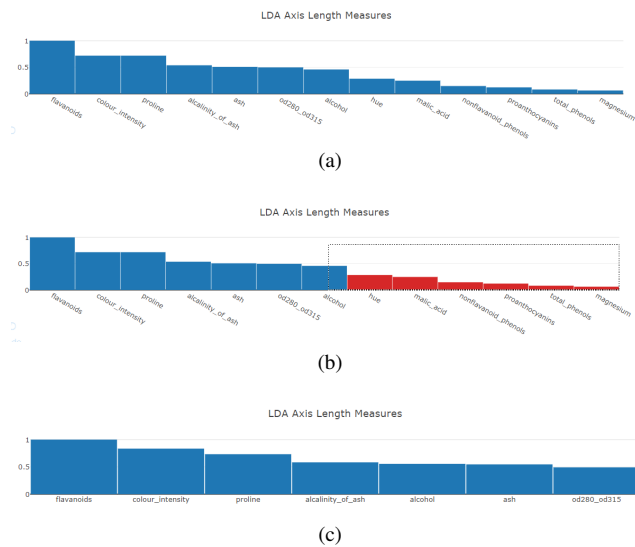 LDA Axis Length Measures
1
0.5
0
flavanoids colour_intensity proline alcalinity_of_ash ash od280_od315 alcohol hue malic_acid nonflavanoid_phenols proanthocyanins total_phenols magnesium
(a)
LDA Axis Length Measures
1
0.5
0
flavanoids colour_intensity proline alcalinity_of_ash ash od280_od315 alcohol hue malic_acid nonflavanoid_phenols proanthocyanins total_phenols magnesium
(b)
LDA Axis Length Measures
1
0.5
0
flavanoids colour_intensity proline alcalinity_of_ash alcohol ash od280_od315
(c)